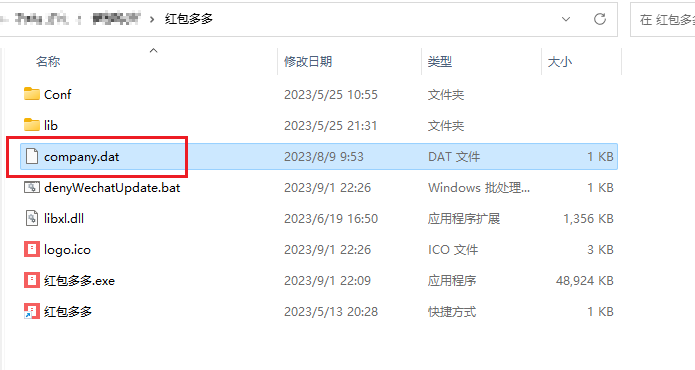 红包多多
在 红包多
名称 修改日期 类型 大小
Conf 2023/5/25 10:55 文件夹
lib 2023/5/25 21:31 文件夹
company.dat 2023/8/9 9:53 DAT 文件 1 KB
denyWechatUpdate.bat 2023/9/1 22:26 Windows 批处理... 1 KB
libxl.dll 2023/6/19 16:50 应用程序扩展 1,356 KB
logo.ico 2023/9/1 22:26 ICO 文件 3 KB
红包多多.exe 2023/9/1 22:09 应用程序 48,924 KB
红包多多 2023/5/13 20:28 快捷方式 1 KB